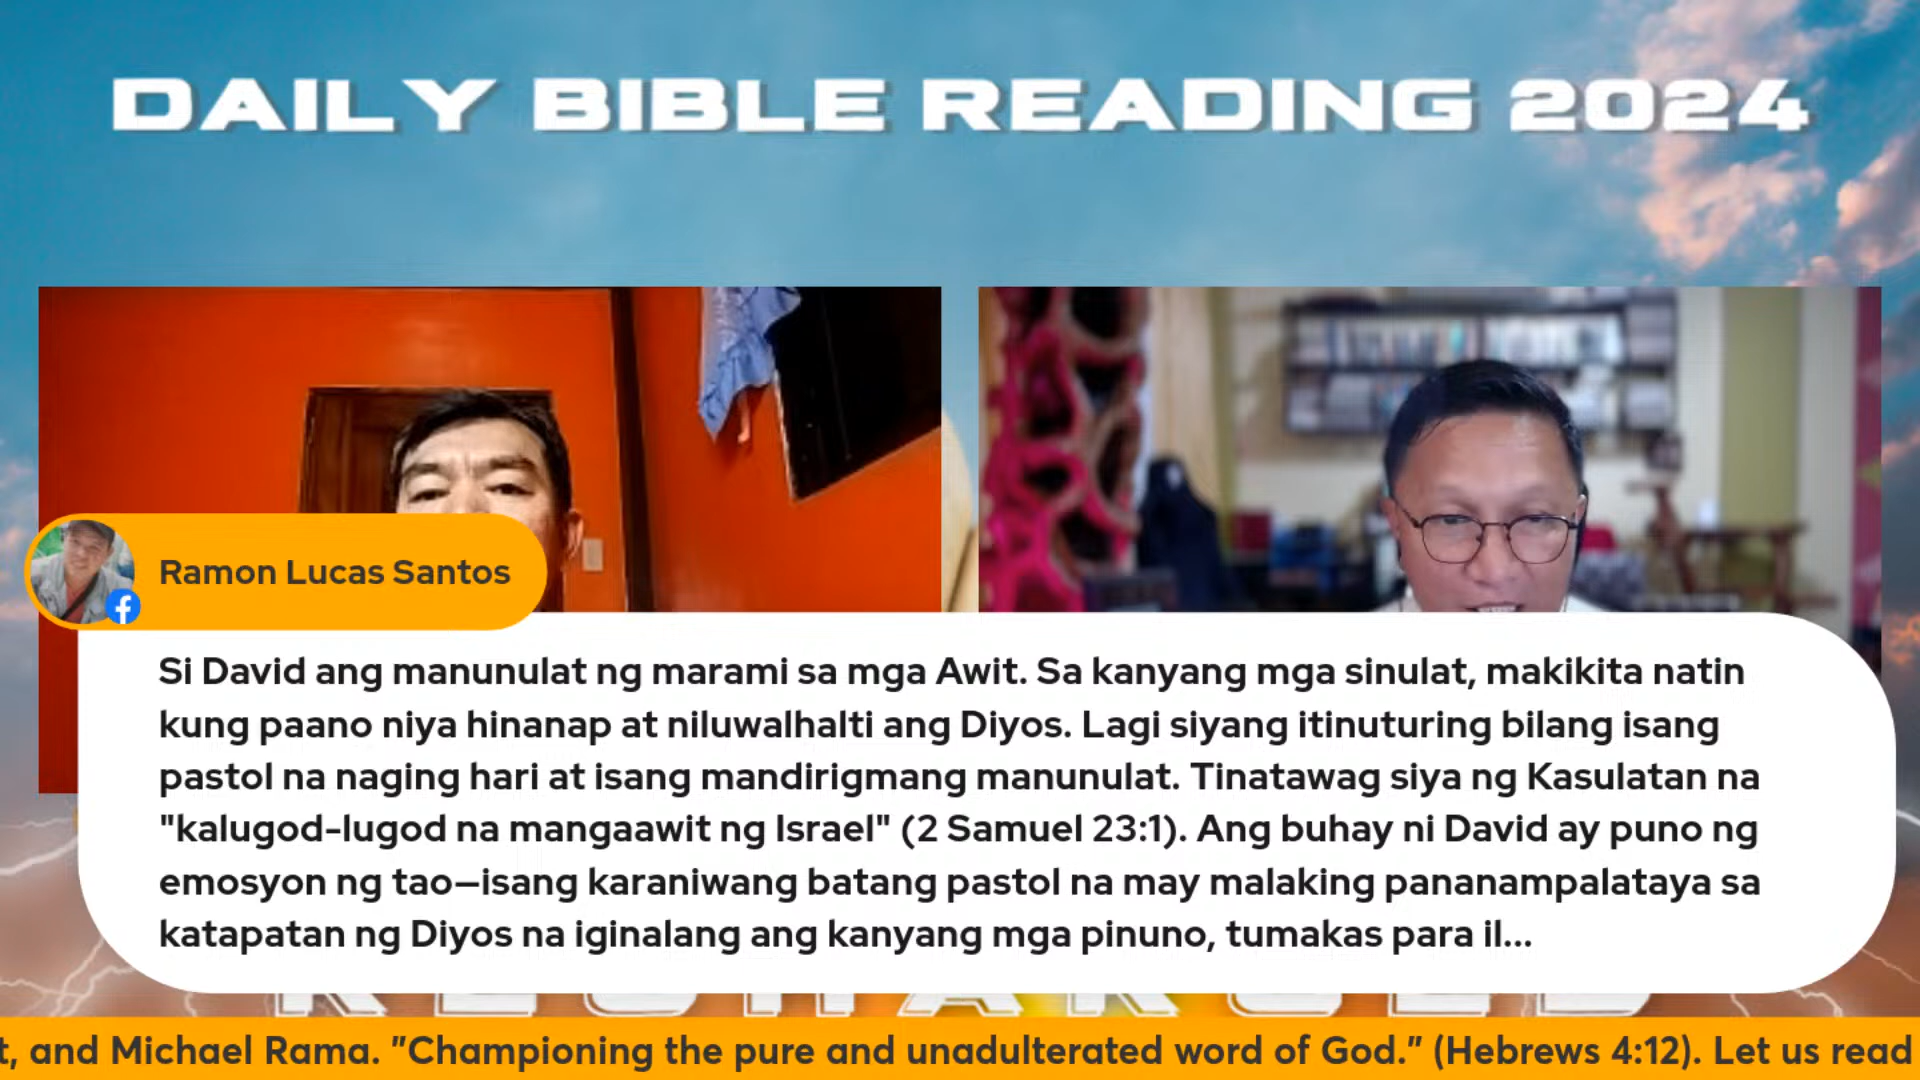 DAILY BIBLE READING 2024
Ramon Lucas Santos
Si David ang manunulat ng marami sa mga Awit. Sa kanyang mga sinulat, makikita natin
kung paano niya hinanap at niluwalhalti ang Diyos. Lagi siyang itinuturing bilang isang
pastol na naging hari at isang mandirigmang manunulat. Tinatawag siya ng Kasulatan na
"kalugod-lugod na mangaawit ng Israel" (2 Samuel 23:1). Ang buhay ni David ay puno ng
emosyon ng tao—isang karaniwang batang pastol na may malaking pananampalataya sa
katapatan ng Diyos na iginalang ang kanyang mga pinuno, tumakas para il...
t, and Michael Rama. "Championing the pure and unadulterated word of God." (Hebrews 4:12). Let us read